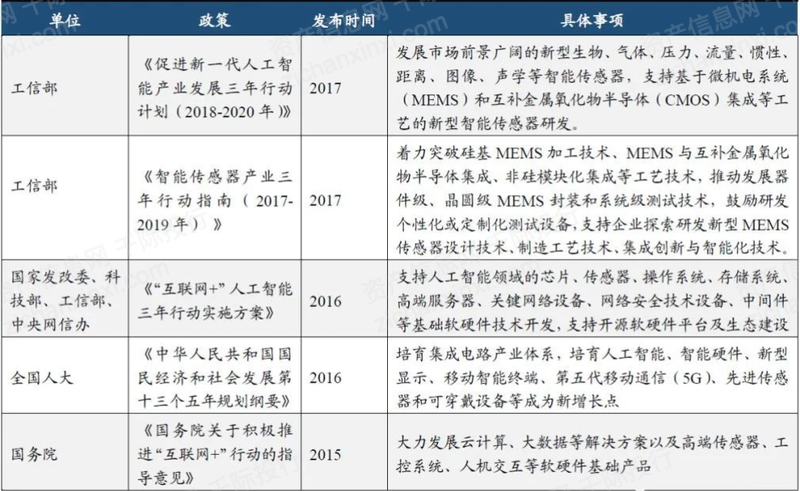 单位 政策 发布时间 具体事项
工信部
《促进新一代人工智
能产业发展三年行动
计划（2018-2020 年）》
2017
发展市场前景广阔的新型生物、气体、压力、流量、惯性、
距离、图像、声学等智能传感器，支持基于微机电系统
（MEMS）和互补金属氧化物半导体（CMOS）集成等工
艺的新型智能传感器研发。
工信部
《智能传感器产业三
年行动指南（2017-
2019年）》
2017
着力突破硅基 MEMS 加工技术、MEMS 与互补金属氧化
物半导体集成、非硅模块化集成等工艺技术，推动发展器
件级、晶圆级 MEMS 封装和系统级测试技术，鼓励研发
个性化或定制化测试设备，支持企业探索研发新型 MEMS
传感器设计技术、制造工艺技术、集成创新与智能化技术。
国家发改委、科
技部、工信部、
中央网信办
《“互联网+”人工智能
三年行动实施方案》
2016
支持人工智能领域的芯片、传感器、操作系统、存储系统、
高端服务器、关键网络设备、网络安全技术设备、中间件
等基础软硬件技术开发，支持开源软硬件平台及生态建设
全国人大
《中华人民共和国国
民经济和社会发展第
十三个五年规划纲要》
2016
培育集成电路产业体系，培育人工智能、智能硬件、新型
显示、移动智能终端、第五代移动通信（5G）、先进传感
器和可穿戴设备等成为新增长点
国务院
《国务院关于积极推
进“互联网+”行动的指
导意见》
2015
大力发展云计算、大数据等解决方案以及高端传感器、工
控系统、人机交互等软硬件基础产品